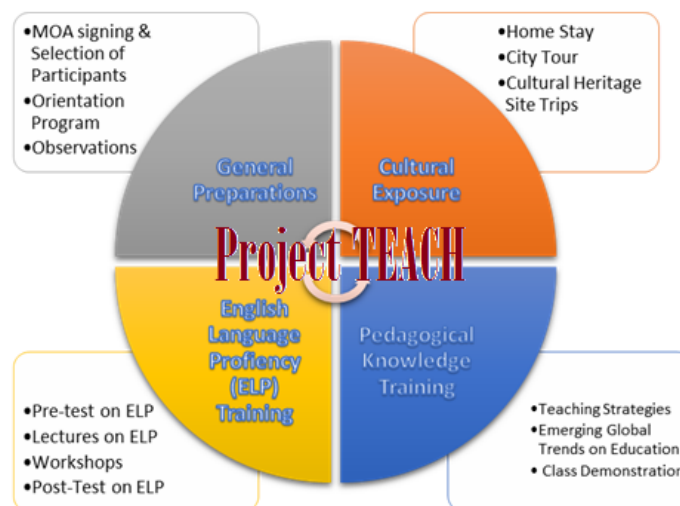 •MOA signing &
Selection of
Participants
•Orientation
Program
•Observations
•Home Stay
•City Tour
•Cultural Heritage
Site Trips
General
Preparations
Cultural
Exposure
Project TEACH
English
Language
Profiency
(ELP)
Training
Pedagogical
Knowledge
Training
•Pre-test on ELP
•Lectures on ELP
•Workshops
•Post-Test on ELP
•Teaching Strategies
•Emerging Global
Trends on Education
• Class Demonstration